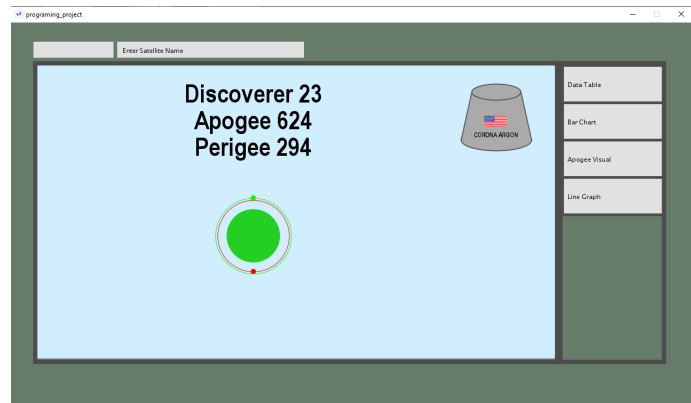 programing_project
Enter Satellite Name
Discoverer 23
Apogee 624
Perigee 294
CORONA ARGON
Data Table
Bar Chart
Apogee Visual
Line Graph